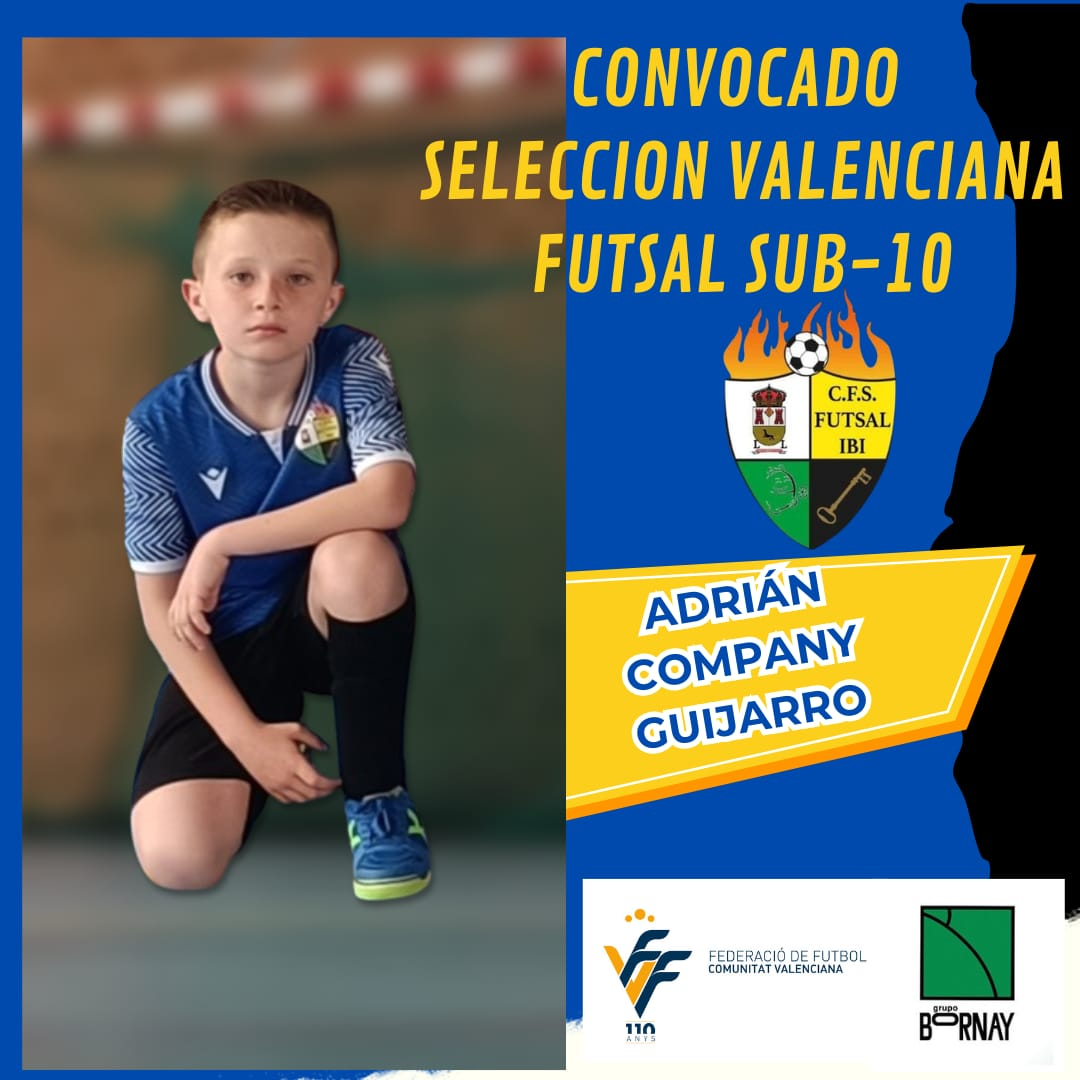 CONVOCADO
SELECCION VALENCIANA
FUTSAL SUB-10
C.F.S.
FUTSAL
IBI
L L
ADRIÁN
COMPANY
GUIJARRO
FFCV
110
ANYS
FEDERACIÓ DE FUTBOL
COMUNITAT VALENCIANA
grupo
BORNAY